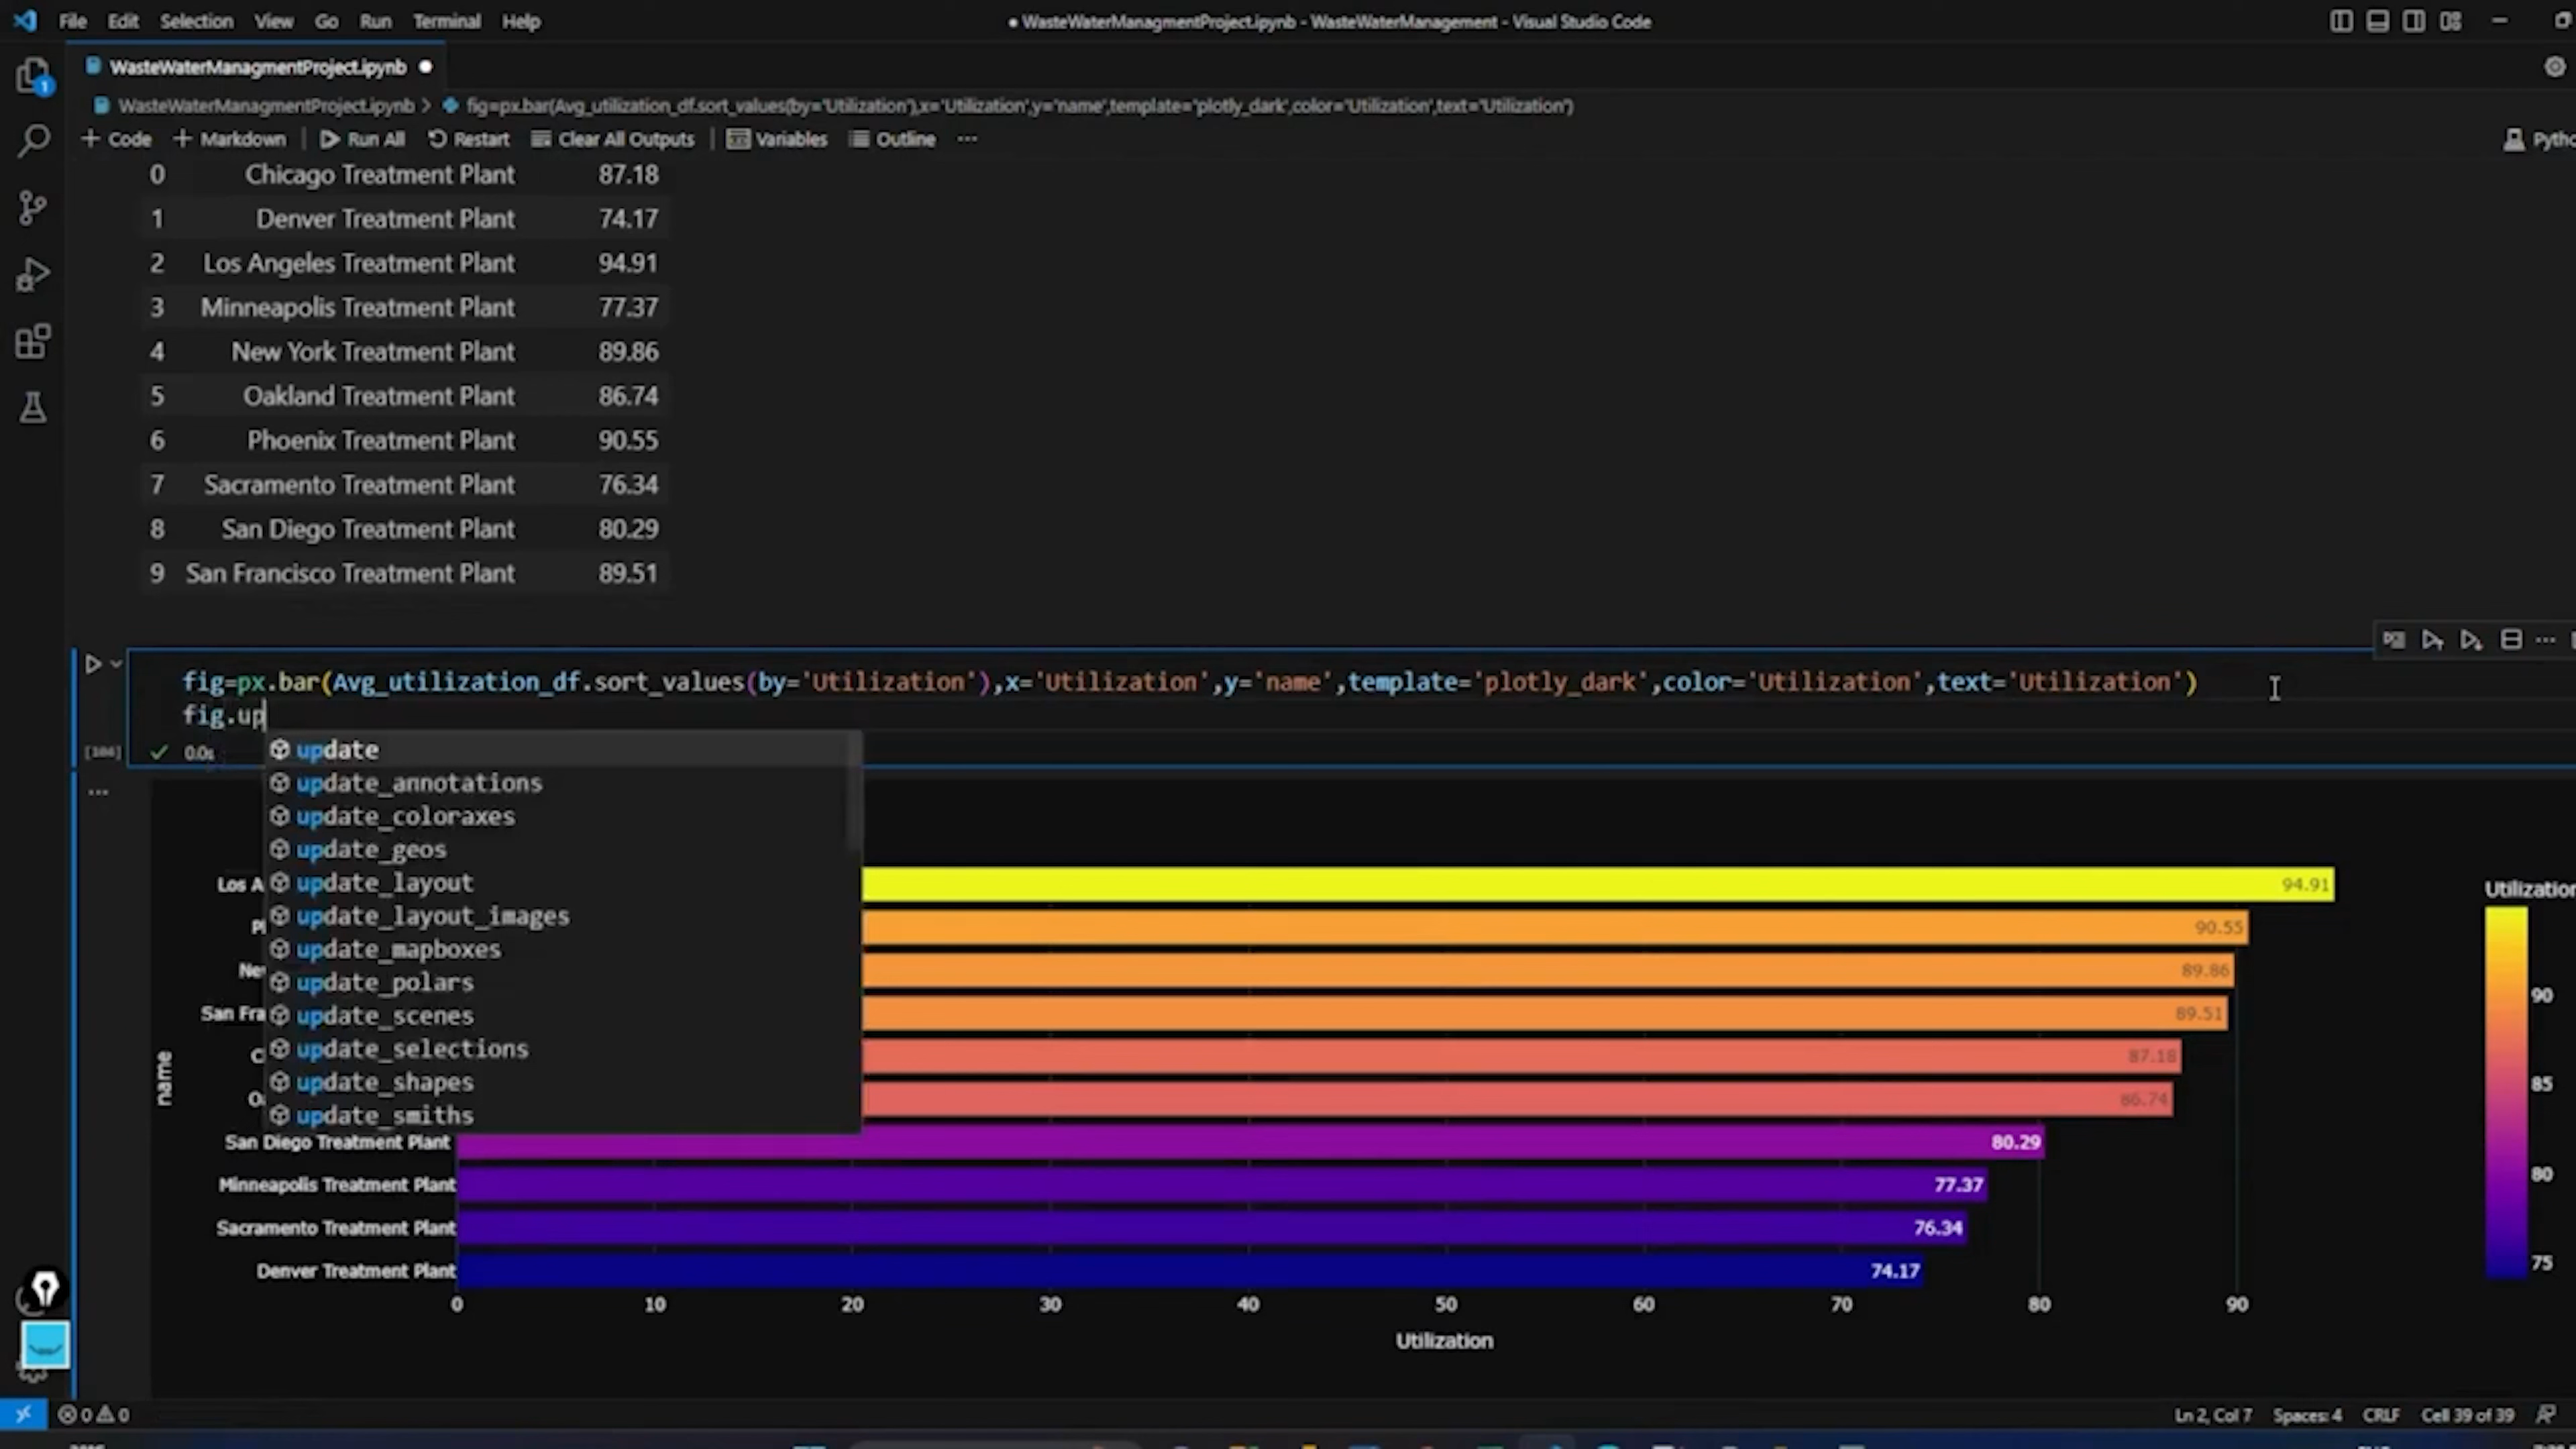 File Edit Selection View Go Run Terminal Help
● WasteWaterManagmentProject.ipynb - WasteWaterManagement - Visual Studio Code
WasteWaterManagmentProject.ipynb ●
1
WasteWaterManagmentProject.ipynb > fig=px.bar(Avg_utilization_df.sort_values(by='Utilization'),x='Utilization',y='name',template='plotly_dark',color='Utilization',text='Utilization')
+ Code + Markdown | Run All Restart Clear All Outputs | Variables Outline ...
0 Chicago Treatment Plant 87.18
1 Denver Treatment Plant 74.17
2 Los Angeles Treatment Plant 94.91
3 Minneapolis Treatment Plant 77.37
4 New York Treatment Plant 89.86
5 Oakland Treatment Plant 86.74
6 Phoenix Treatment Plant 90.55
7 Sacramento Treatment Plant 76.34
8 San Diego Treatment Plant 80.29
9 San Francisco Treatment Plant 89.51
fig=px.bar(Avg_utilization_df.sort_values(by='Utilization'),x='Utilization',y='name',template='plotly_dark',color='Utilization',text='Utilization')
fig.up
0.0s
update
update_annotations
update_coloraxes
update_geos
update_layout
update_layout_images
update_mapboxes
update_polars
update_scenes
update_selections
update_shapes
update_smiths
Los A
94.91
90.55
Ne
89.86
San Fra
89.51
87.18
86.74
San Diego Treatment Plant 80.29
Minneapolis Treatment Plant 77.37
Sacramento Treatment Plant 76.34
Denver Treatment Plant 74.17
name
0 10 20 30 40 50 60 70 80 90
Utilization
Utilization
90
85
80
75
0 0
Ln 2, Col 7 Spaces: 4 CRLF Cell 39 of 39